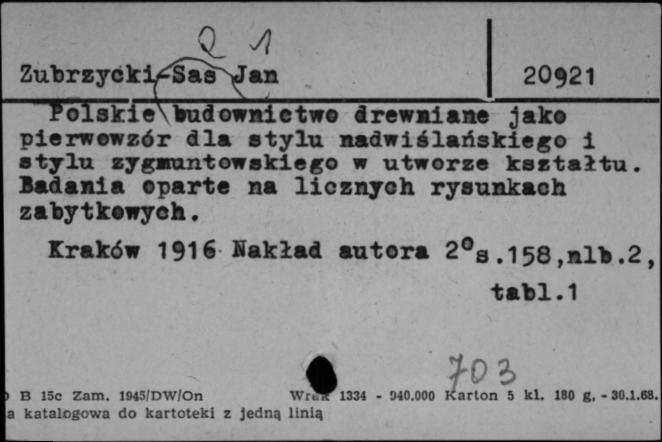 2 1
Zubrzycki-Sas Jan 20921
Polskie budownictwo drewniane jako
pierwowzór dla stylu nadwiślańskiego i
stylu zygmuntowskiego w utworze kształtu.
Badania oparte na licznych rysunkach
zabytkowych.
Kraków 1916 Nakład autora 2°s.158,nlb.2,
tabl.1
703
B 15c Zam. 1945/DW/On Wrek 1334 - 940.000 Karton 5 kl. 180 g, - 30.1.68.
a katalogowa do kartoteki z jedną linią